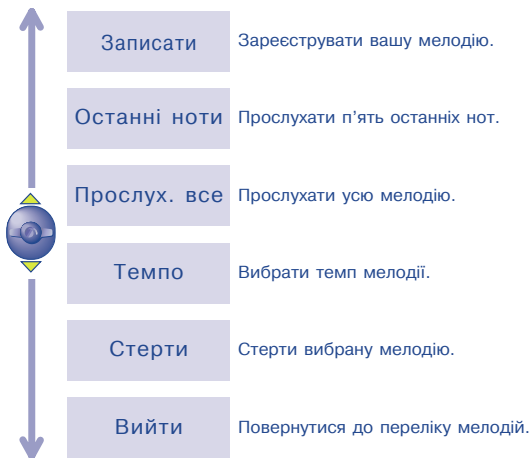 Записати
Зареєструвати вашу мелодію.
Останні ноти
Прослухати п’ять останніх нот.
Прослух. все
Прослухати усю мелодію.
Темпо
Вибрати темп мелодії.
Стерти
Стерти вибрану мелодію.
Вийти
Повернутися до переліку мелодій.